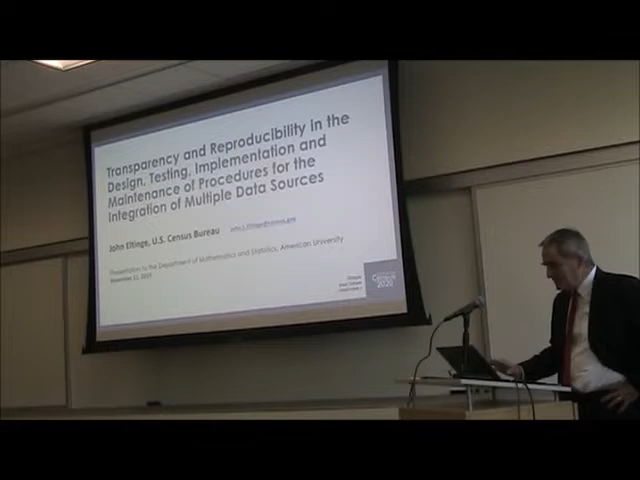 Transparency and Reproducibility in the
Design, Testing, Implementation and
Maintenance of Procedures for the
Integration of Multiple Data Sources
John Eltinge, U.S. Census Bureau
Presentation to the Department of Mathematics and Statistics, American University
Census
2020